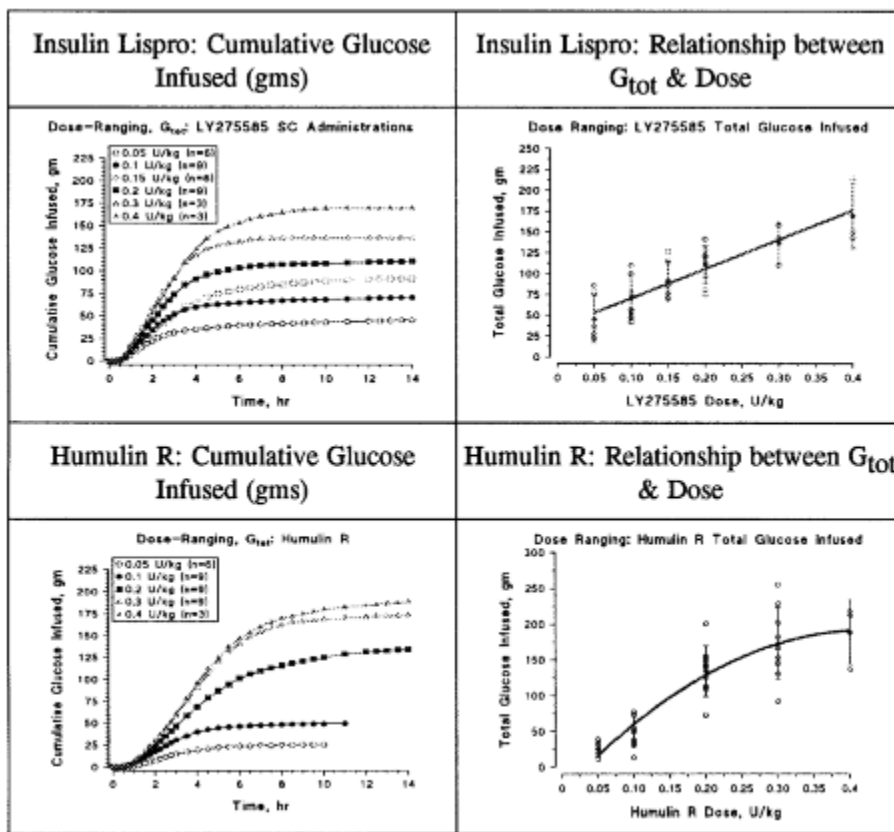 Insulin Lispro: Cumulative Glucose
Infused (gms)
Insulin Lispro: Relationship between
G_tot & Dose
Dose-Ranging, G_tot: LY275585 SC Administrations
0.05 U/kg (n=6)
0.1 U/kg (n=9)
0.15 U/kg (n=6)
0.2 U/kg (n=9)
0.3 U/kg (n=3)
0.4 U/kg (n=3)
Cumulative Glucose Infused, gm
225
200
175
150
125
100
75
50
25
0
0 2 4 6 8 10 12 14
Time, hr
Dose Ranging: LY275585 Total Glucose Infused
Total Glucose Infused, gm
250
225
200
175
150
125
100
75
50
25
0
0 0.05 0.10 0.15 0.20 0.25 0.30 0.35 0.4
LY275585 Dose, U/kg
Humulin R: Cumulative Glucose
Infused (gms)
Humulin R: Relationship between G_tot
& Dose
Dose-Ranging, G_tot: Humulin R
0.05 U/kg (n=6)
0.1 U/kg (n=9)
0.2 U/kg (n=9)
0.3 U/kg (n=9)
0.4 U/kg (n=3)
Cumulative Glucose Infused, gm
225
200
175
150
125
100
75
50
25
0
0 2 4 6 8 10 12 14
Time, hr
Dose Ranging: Humulin R Total Glucose Infused
Total Glucose Infused, gm
300
250
200
150
100
50
0
0 0.05 0.10 0.15 0.20 0.25 0.30 0.35 0.4
Humulin R Dose, U/kg